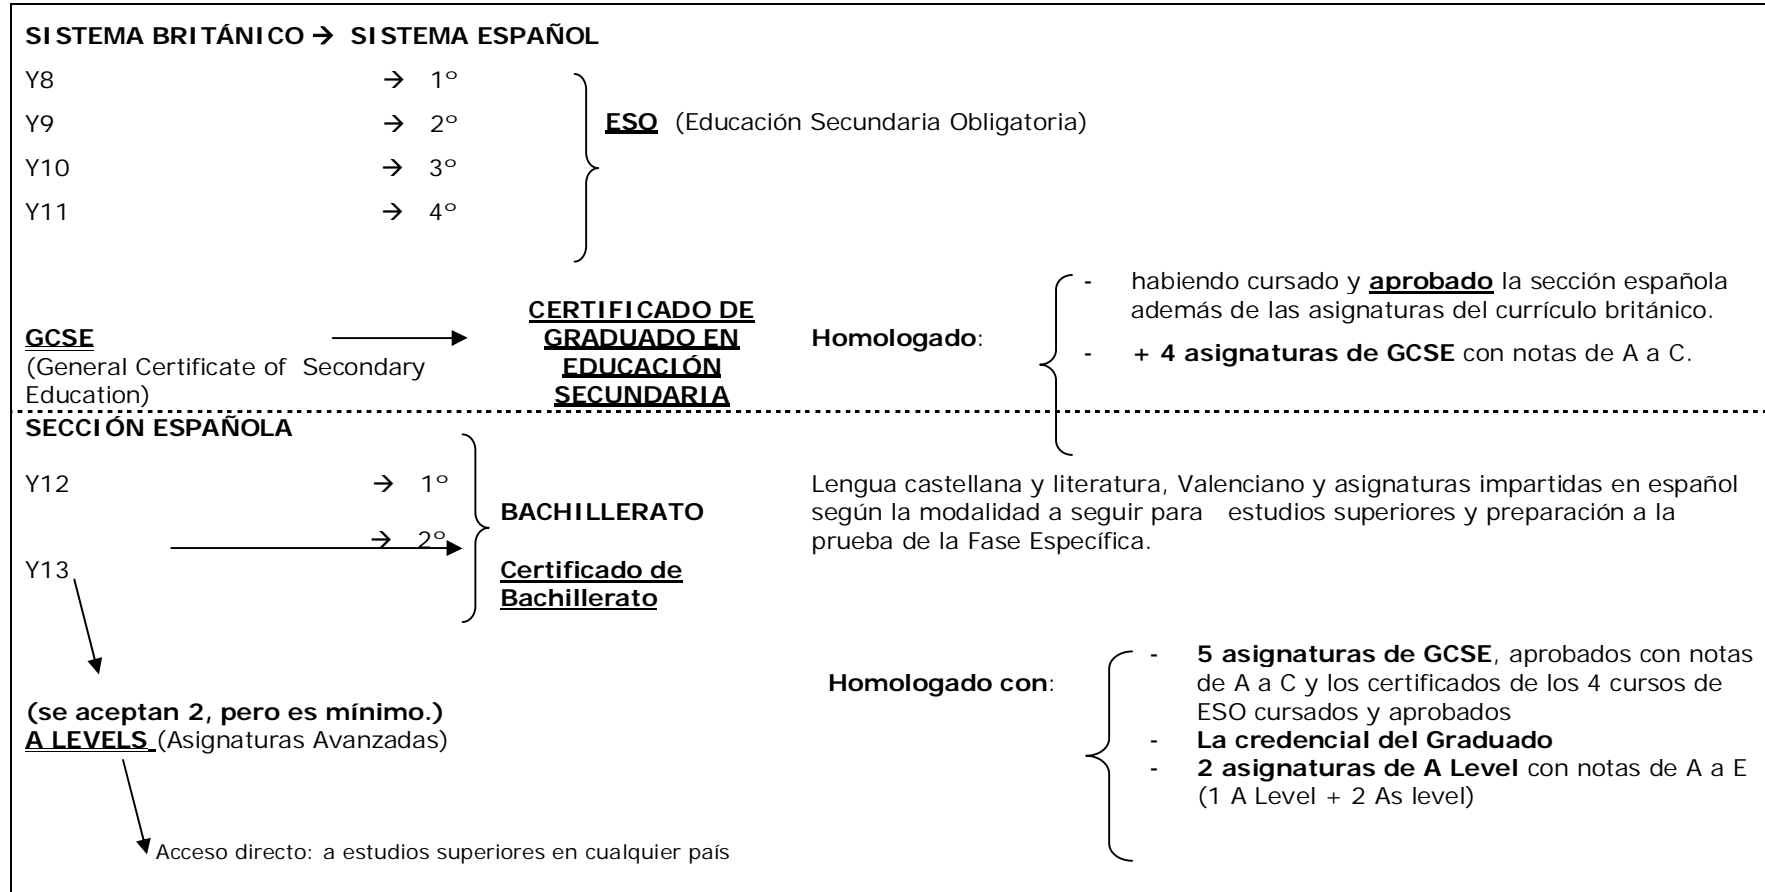 SISTEMA BRITÁNICO → SISTEMA ESPAÑOL
Y8 → 1º
Y9 → 2º
ESO (Educación Secundaria Obligatoria)
Y10 → 3º
Y11 → 4º
GCSE
(General Certificate of Secondary
Education)
CERTIFICADO DE
GRADUADO EN
EDUCACIÓN
SECUNDARIA
Homologado:
- habiendo cursado y aprobado la sección española
además de las asignaturas del currículo británico.
- + 4 asignaturas de GCSE con notas de A a C.
SECCIÓN ESPAÑOLA
Y12 → 1º
→ 2º
Y13
BACHILLERATO
Certificado de
Bachillerato
Lengua castellana y literatura, Valenciano y asignaturas impartidas en español
según la modalidad a seguir para estudios superiores y preparación a la
prueba de la Fase Específica.
(se aceptan 2, pero es mínimo.)
A LEVELS (Asignaturas Avanzadas)
Homologado con:
- 5 asignaturas de GCSE, aprobados con notas
de A a C y los certificados de los 4 cursos de
ESO cursados y aprobados
- La credencial del Graduado
- 2 asignaturas de A Level con notas de A a E
(1 A Level + 2 As level)
Acceso directo: a estudios superiores en cualquier país